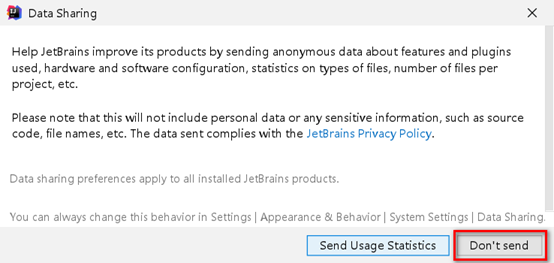 Data Sharing
Help JetBrains improve its products by sending anonymous data about features and plugins
used, hardware and software configuration, statistics on types of files, number of files per
project, etc.
Please note that this will not include personal data or any sensitive information, such as source
code, file names, etc. The data sent complies with the JetBrains Privacy Policy.
Data sharing preferences apply to all installed JetBrains products.
You can always change this behavior in Settings | Appearance & Behavior | System Settings | Data Sharing.
Send Usage Statistics
Don't send